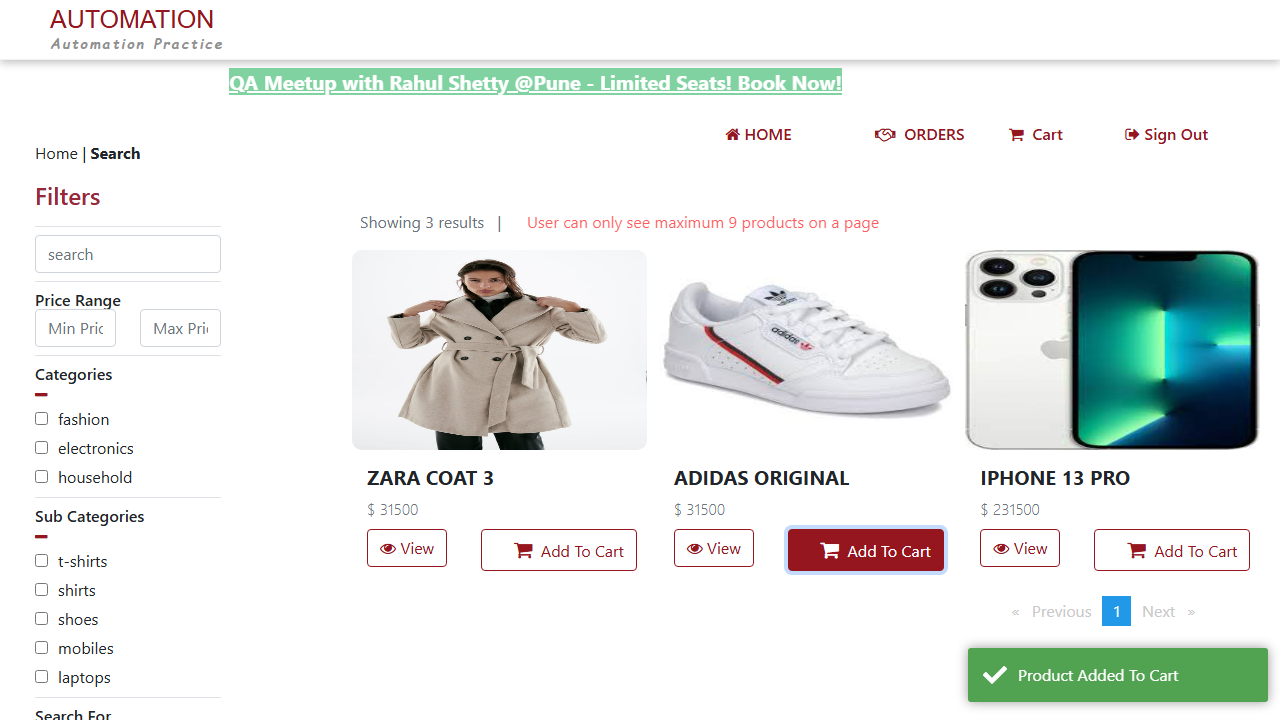 AUTOMATION
Automation Practice
QA Meetup with Rahul Shetty @Pune - Limited Seats! Book Now!
HOME ORDERS Cart Sign Out
Home | Search
Filters
Showing 3 results | User can only see maximum 9 products on a page
search
Price Range
Min Pric Max Pric
Categories
fashion
electronics
household
Sub Categories
t-shirts
shirts
shoes
mobiles
laptops
Search For
adidas
ZARA COAT 3 ADIDAS ORIGINAL IPHONE 13 PRO
$ 31500 $ 31500 $ 231500
View Add To Cart View Add To Cart View Add To Cart
« Previous 1 Next »
Product Added To Cart